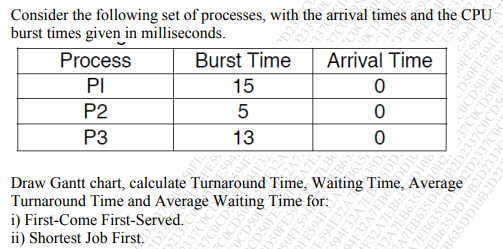 Consider the following set of processes, with the arrival times and the CPU
burst times given in milliseconds.
Process Burst Time Arrival Time
PI 15 0
P2 5 0
P3 13 0
Draw Gantt chart, calculate Turnaround Time, Waiting Time, Average
Turnaround Time and Average Waiting Time for:
i) First-Come First-Served.
ii) Shortest Job First.